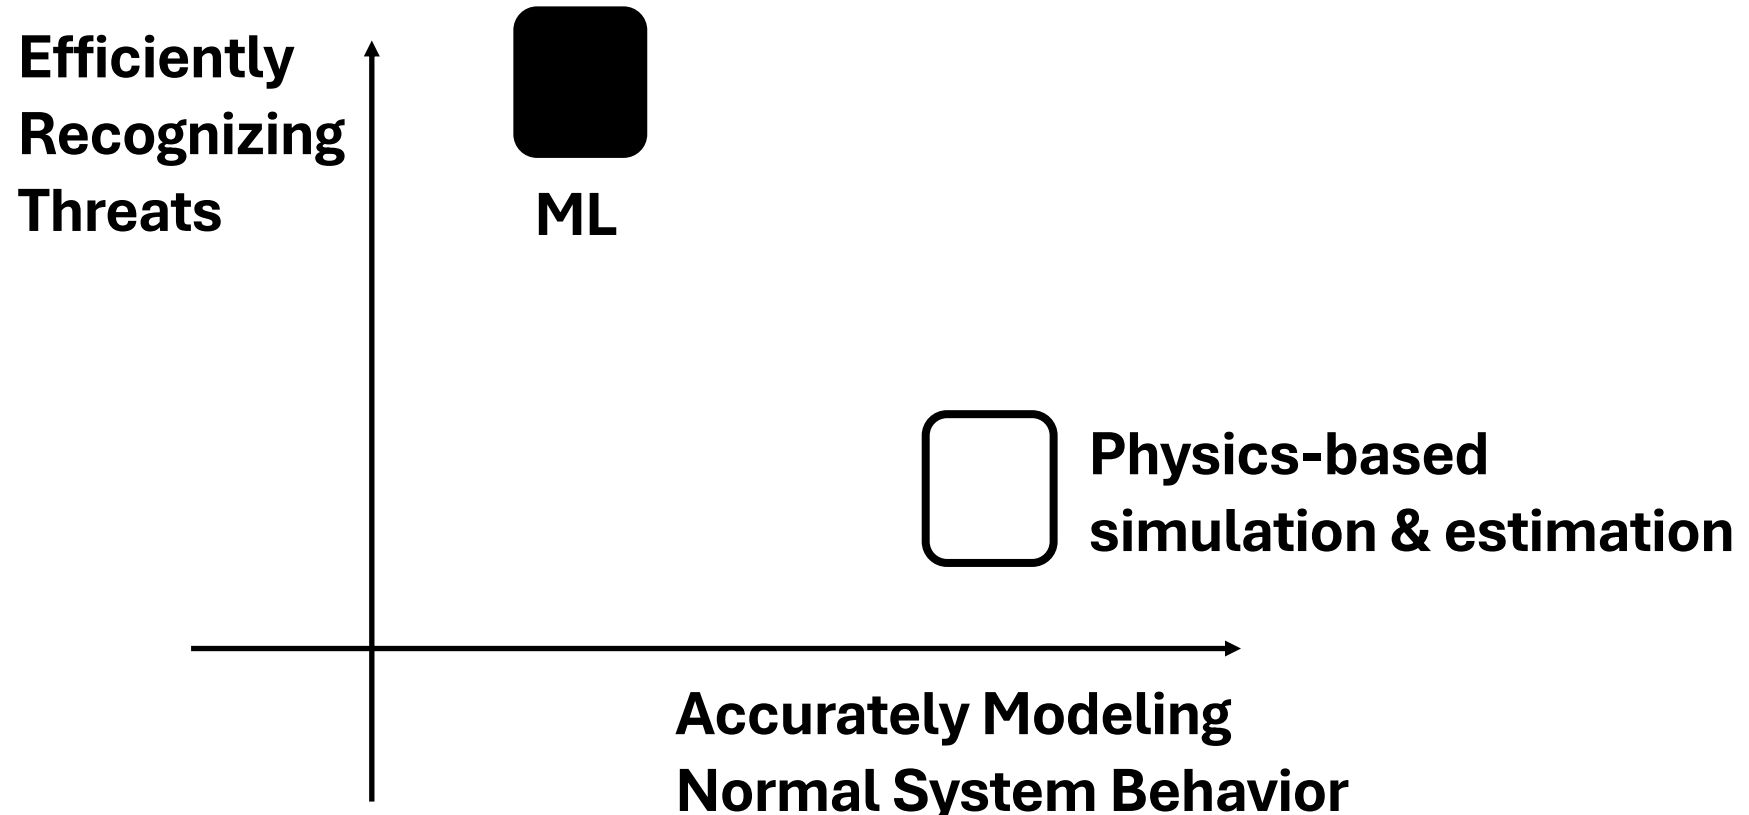 Efficiently
Recognizing
Threats
ML
Physics-based
simulation & estimation
Accurately Modeling
Normal System Behavior